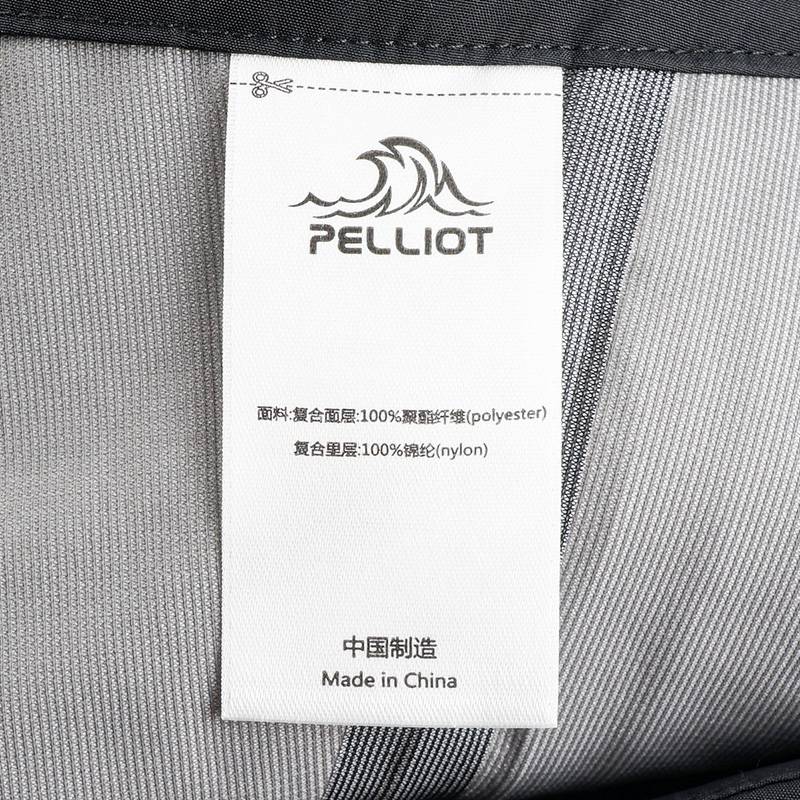 PELLIOT
面料:复合面层:100%聚酯纤维(polyester)
复合里层:100%锦纶(nylon)
中国制造
Made in China